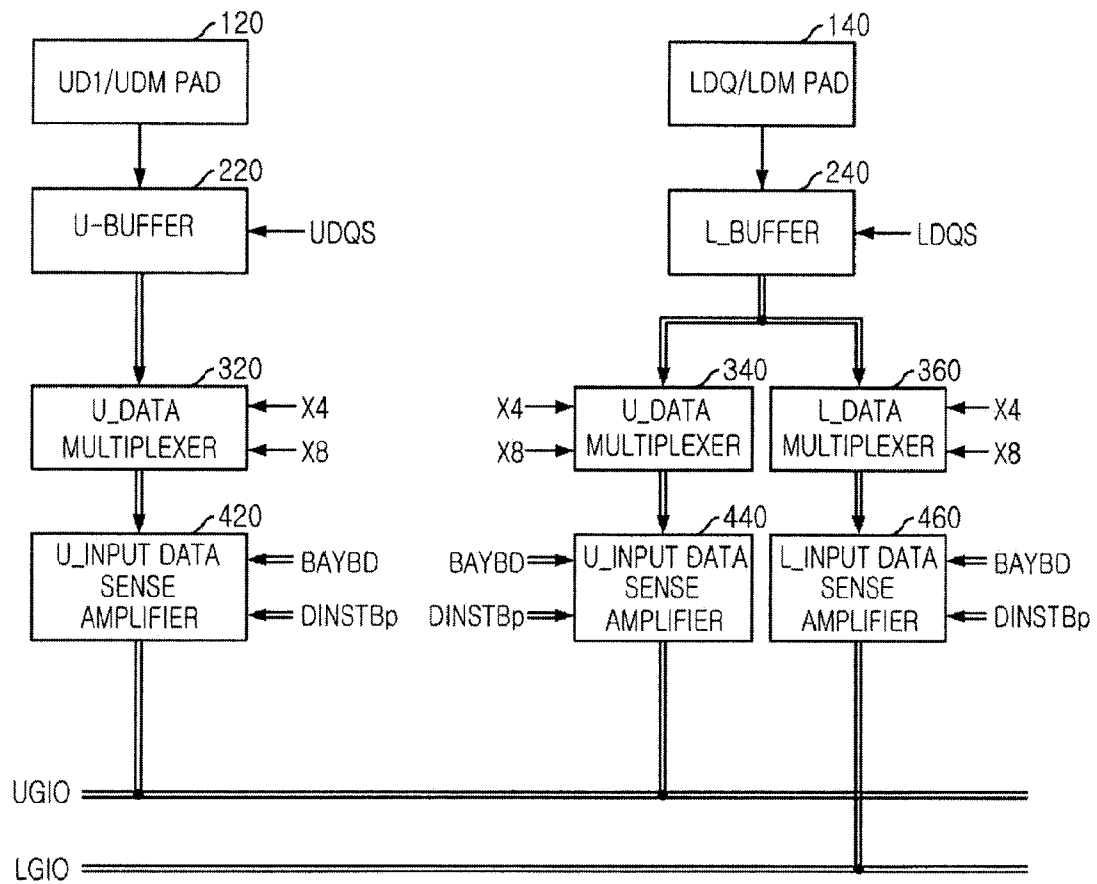 120
UD1/UDM PAD
140
LDQ/LDM PAD
220
U-BUFFER
UDQS
240
L_BUFFER
LDQS
320
U_DATA
MULTIPLEXER
X4
X8
340
X4
X8
U_DATA
MULTIPLEXER
360
L_DATA
MULTIPLEXER
X4
X8
420
U_INPUT DATA
SENSE
AMPLIFIER
BAYBD
DINSTBp
440
BAYBD
DINSTBp
U_INPUT DATA
SENSE
AMPLIFIER
460
L_INPUT DATA
SENSE
AMPLIFIER
BAYBD
DINSTBp
UGIO
LGIO